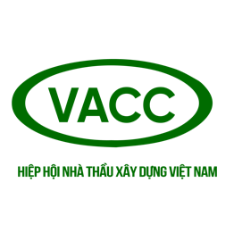 VACC
HIỆP HỘI NHÀ THẦU XÂY DỰNG VIỆT NAM